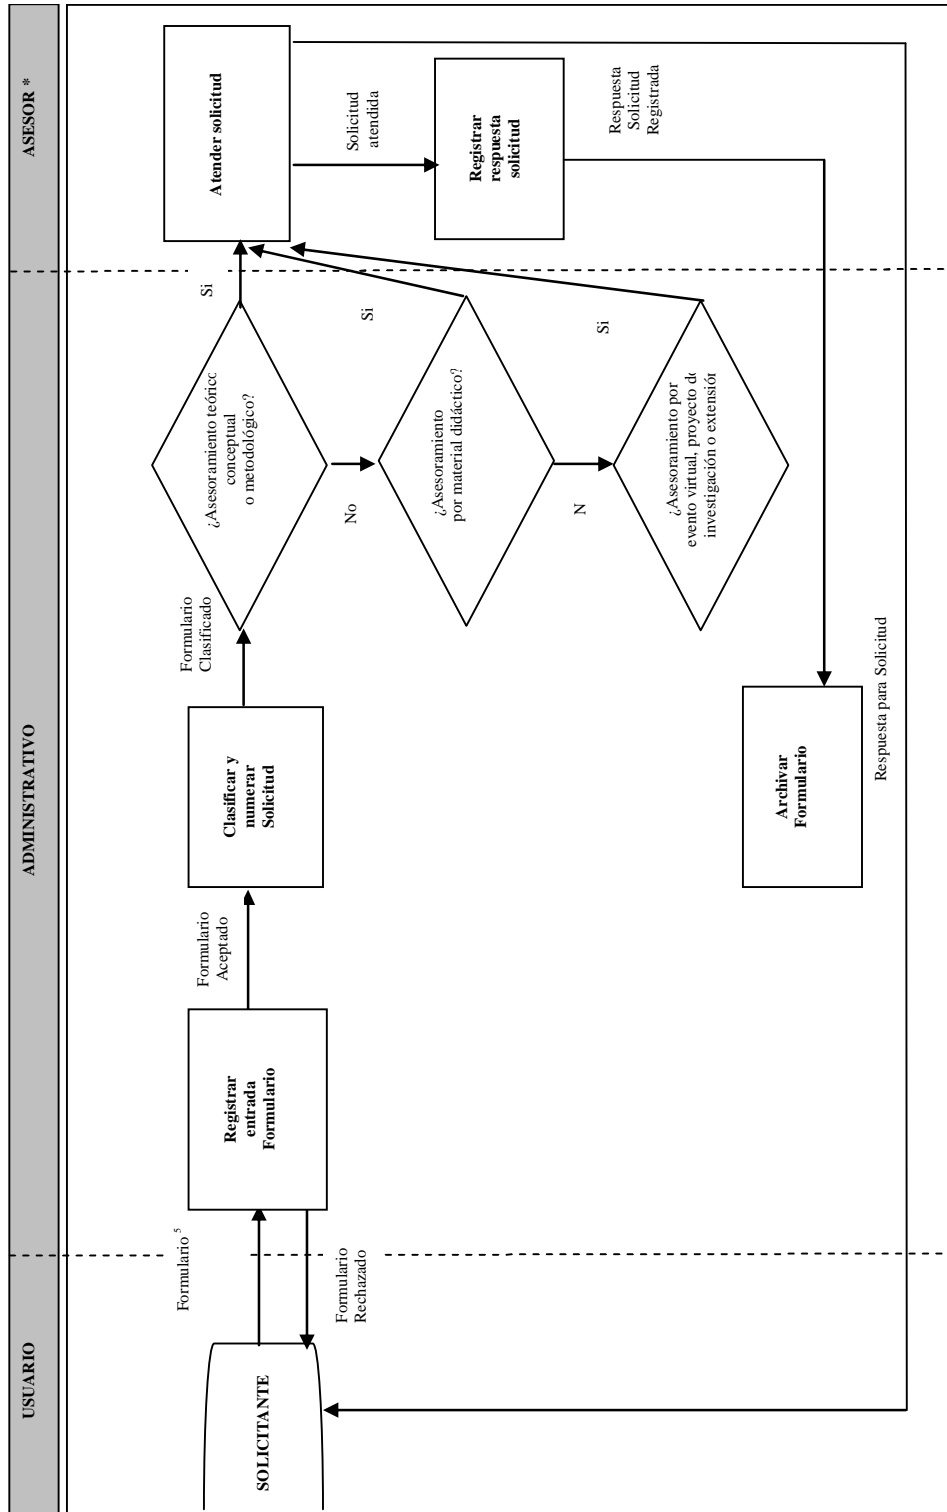 USUARIO
ADMINISTRATIVO
ASESOR *
SOLICITANTE
Formulario 5
Formulario
Rechazado
Registrar
entrada
Formulario
Formulario
Aceptado
Clasificar y
numerar
Solicitud
Formulario
Clasificado
¿Asesoramiento teórico
conceptual
o metodológico?
Si
No
¿Asesoramiento
por material didáctico?
Si
N
¿Asesoramiento por
evento virtual, proyecto de
investigación o extensión
Si
Atender solicitud
Solicitud
atendida
Registrar
respuesta
solicitud
Respuesta
Solicitud
Registrada
Archivar
Formulario
Respuesta para Solicitud